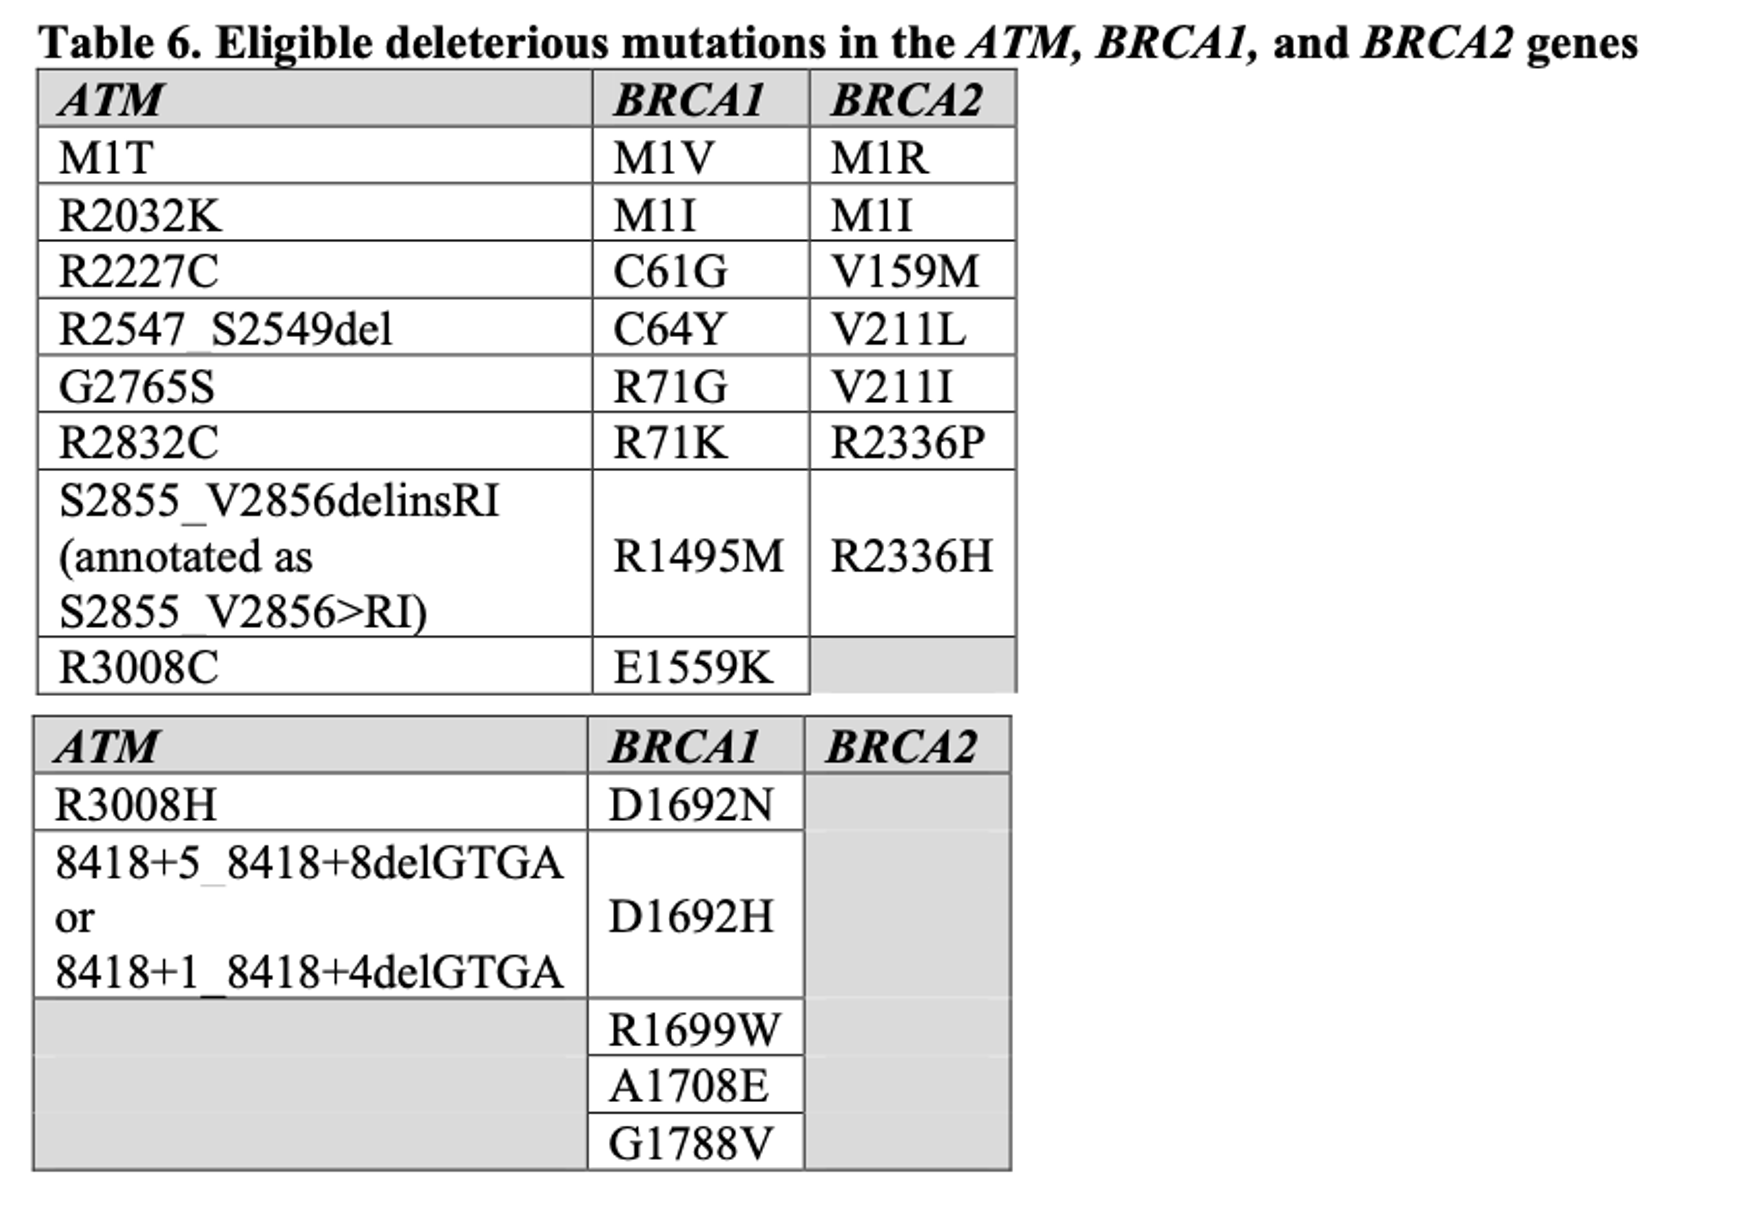 Table 6. Eligible deleterious mutations in the ATM, BRCA1, and BRCA2 genes
ATM BRCA1 BRCA2
M1T M1V M1R
R2032K M1I M1I
R2227C C61G V159M
R2547_S2549del C64Y V211L
G2765S R71G V211I
R2832C R71K R2336P
S2855_V2856delinsRI
(annotated as R1495M R2336H
S2855_V2856>RI)
R3008C E1559K
ATM BRCA1 BRCA2
R3008H D1692N
8418+5_8418+8delGTGA
or D1692H
8418+1_8418+4delGTGA
R1699W
A1708E
G1788V